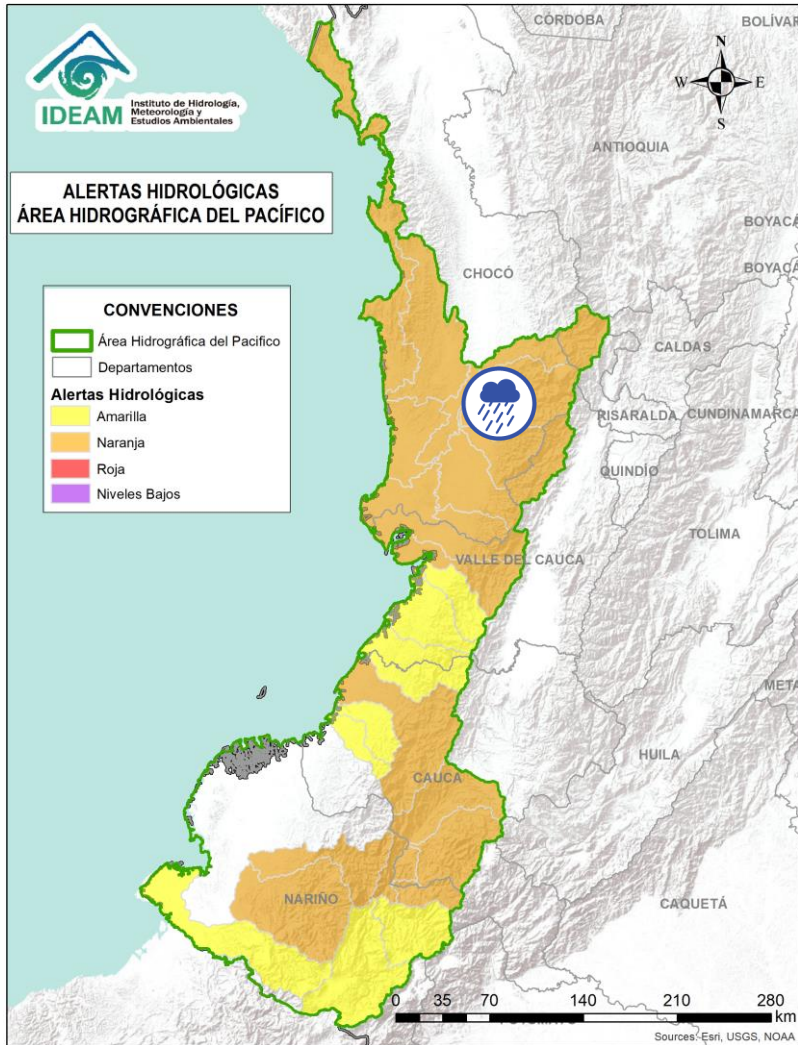 IDEAM
Instituto de Hidrología,
Meteorología y
Estudios Ambientales
ALERTAS HIDROLÓGICAS
ÁREA HIDROGRÁFICA DEL PACÍFICO
CONVENCIONES
Área Hidrográfica del Pacifico
Departamentos
Alertas Hidrológicas
Amarilla
Naranja
Roja
Niveles Bajos
CÓRDOBA
BOLÍVAR
N
W E
S
ANTIOQUIA
BOYACÁ
BOYACÁ
CHOCÓ
CALDAS
RISARALDA
CUNDINAMARCA
QUINDÍO
TOLIMA
VALLE DEL CAUCA
META
HUILA
CAUCA
NARIÑO
CAQUETÁ
0 35 70 140 210 280
km
Sources: Esri, USGS, NOAA